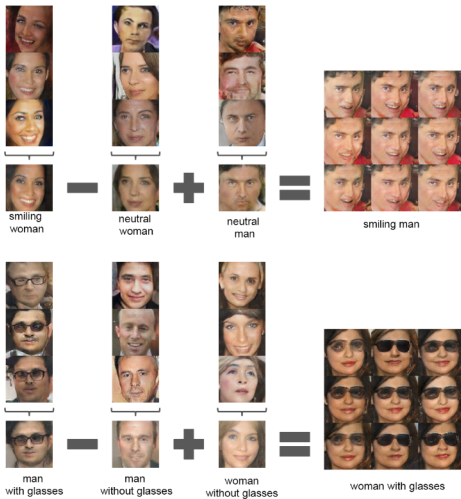 smiling
woman
neutral
woman
neutral
man
smiling man
man
with glasses
man
without glasses
woman
without glasses
woman with glasses